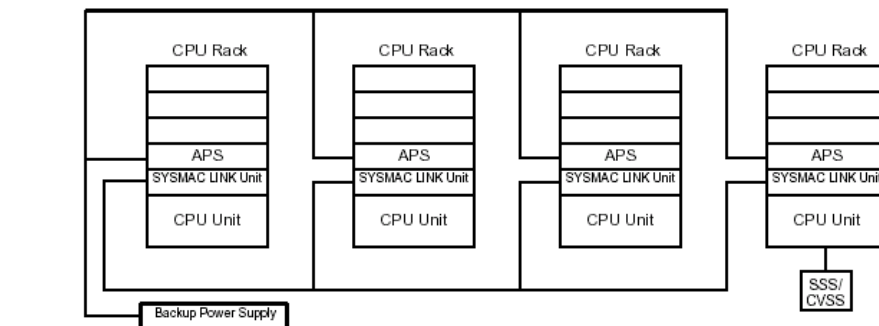 CPU Rack CPU Rack CPU Rack CPU Rack
APS APS APS APS
SYSMAC LINK Unit SYSMAC LINK Unit SYSMAC LINK Unit SYSMAC LINK Unit
CPU Unit CPU Unit CPU Unit CPU Unit
SSS/
CVSS
Backup Power Supply